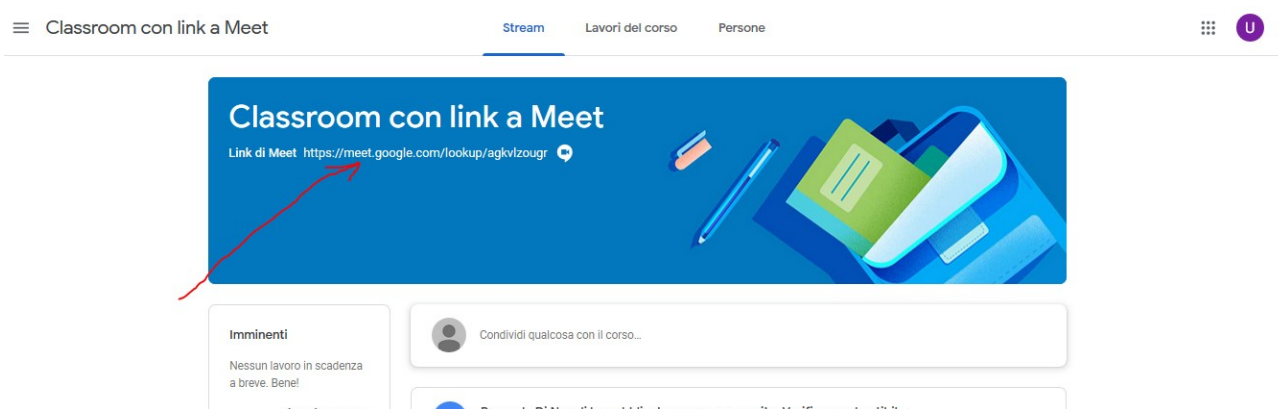 Classroom con link a Meet
Stream Lavori del corso Persone
U
Classroom con link a Meet
Link di Meet https://meet.google.com/lookup/agkvlzougr
Imminenti
Nessun lavoro in scadenza
a breve. Bene!
Condividi qualcosa con il corso...